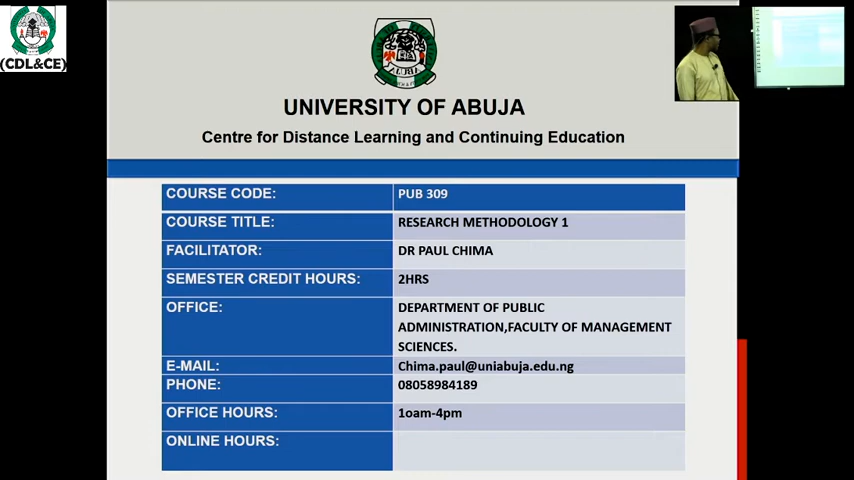 (CDL&CE)
UNIVERSITY OF ABUJA
Centre for Distance Learning and Continuing Education
COURSE CODE: PUB 309
COURSE TITLE: RESEARCH METHODOLOGY 1
FACILITATOR: DR PAUL CHIMA
SEMESTER CREDIT HOURS: 2HRS
OFFICE: DEPARTMENT OF PUBLIC
ADMINISTRATION,FACULTY OF MANAGEMENT
SCIENCES.
E-MAIL: Chima.paul@uniabuja.edu.ng
PHONE: 08058984189
OFFICE HOURS: 1oam-4pm
ONLINE HOURS: